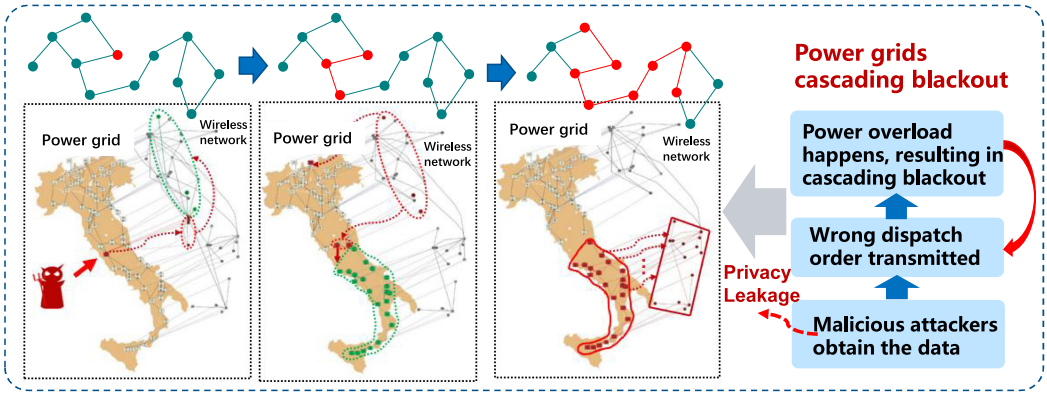 Power grid
Wireless
network
Power grid
Wireless
network
Power grid
Wireless
network
Power grids
cascading blackout
Power overload
happens, resulting in
cascading blackout
Wrong dispatch
order transmitted
Privacy
Leakage
Malicious attackers
obtain the data